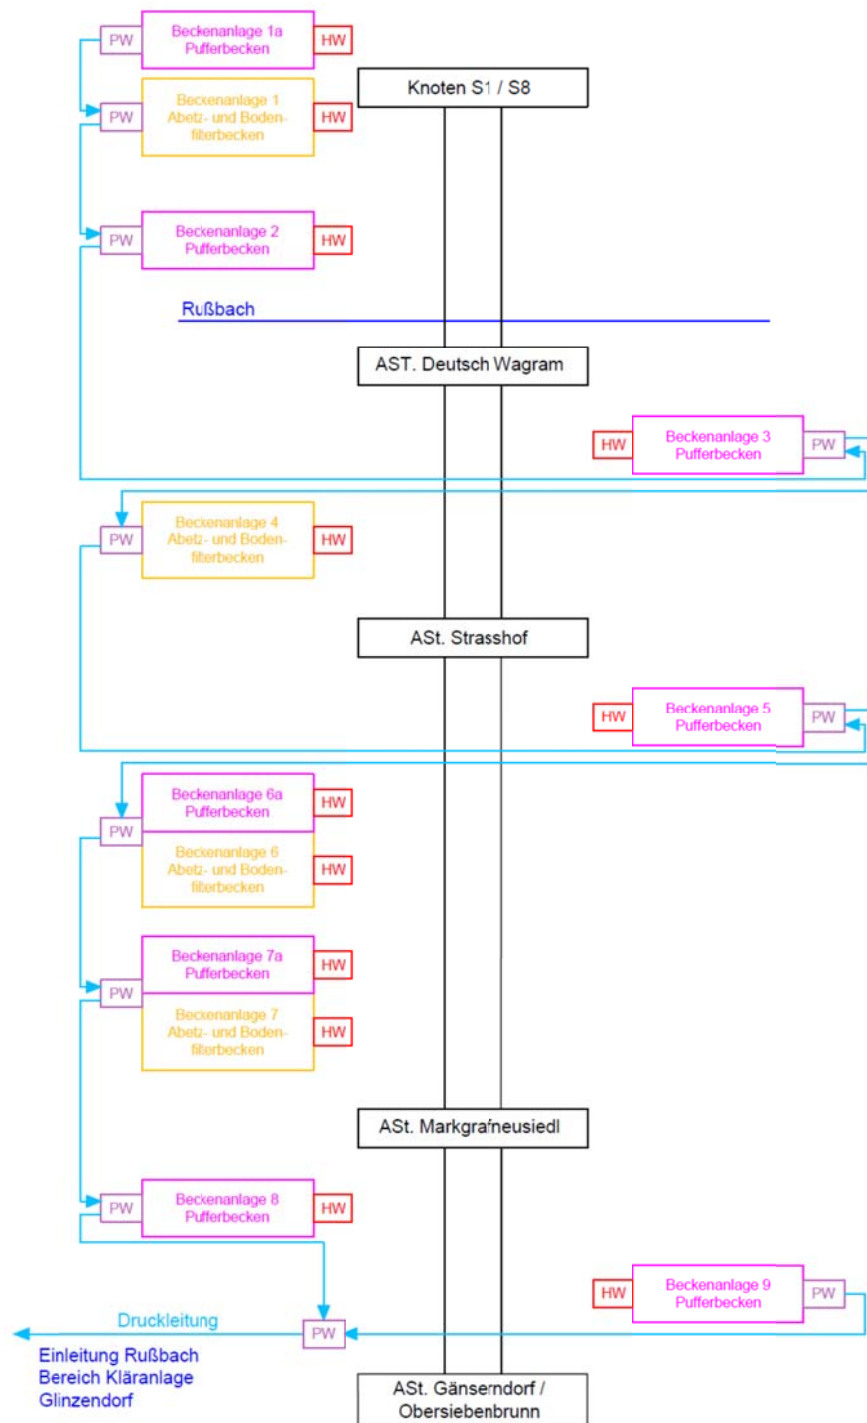 PW
Beckenanlage 1a
Pufferbecken
HW
PW
Beckenanlage 1
Abetz- und Boden-
filterbecken
HW
Knoten S1 / S8
PW
Beckenanlage 2
Pufferbecken
HW
Rußbach
AST. Deutsch Wagram
HW
Beckenanlage 3
Pufferbecken
PW
PW
Beckenanlage 4
Abetz- und Boden-
filterbecken
HW
ASt. Strasshof
HW
Beckenanlage 5
Pufferbecken
PW
Beckenanlage 6a
Pufferbecken
HW
PW
Beckenanlage 6
Abetz- und Boden-
filterbecken
HW
Beckenanlage 7a
Pufferbecken
HW
PW
Beckenanlage 7
Abetz- und Boden-
filterbecken
HW
ASt. Markgrafneusiedl
PW
Beckenanlage 8
Pufferbecken
HW
HW
Beckenanlage 9
Pufferbecken
PW
Druckleitung
PW
Einleitung Rußbach
Bereich Kläranlage
Glinzendorf
ASt. Gänserndorf /
Obersiebenbrunn